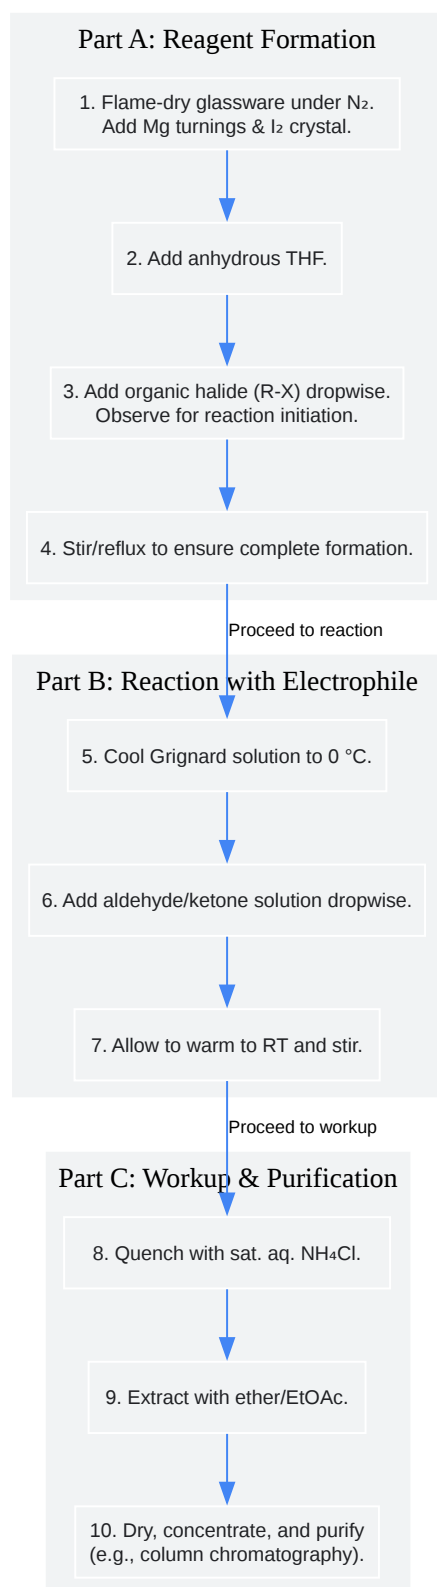 Part A: Reagent Formation
1. Flame-dry glassware under N₂.
Add Mg turnings & I₂ crystal.
2. Add anhydrous THF.
3. Add organic halide (R-X) dropwise.
Observe for reaction initiation.
4. Stir/reflux to ensure complete formation.
Proceed to reaction
Part B: Reaction with Electrophile
5. Cool Grignard solution to 0 °C.
6. Add aldehyde/ketone solution dropwise.
7. Allow to warm to RT and stir.
Proceed to workup
Part C: Workup & Purification
8. Quench with sat. aq. NH₄Cl.
9. Extract with ether/EtOAc.
10. Dry, concentrate, and purify
(e.g., column chromatography).